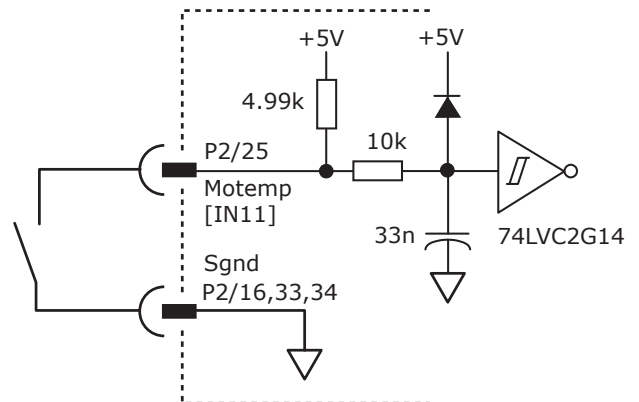 +5V
+5V
4.99k
P2/25
10k
Motemp
[IN11]
33n
74LVC2G14
Sgnd
P2/16,33,34